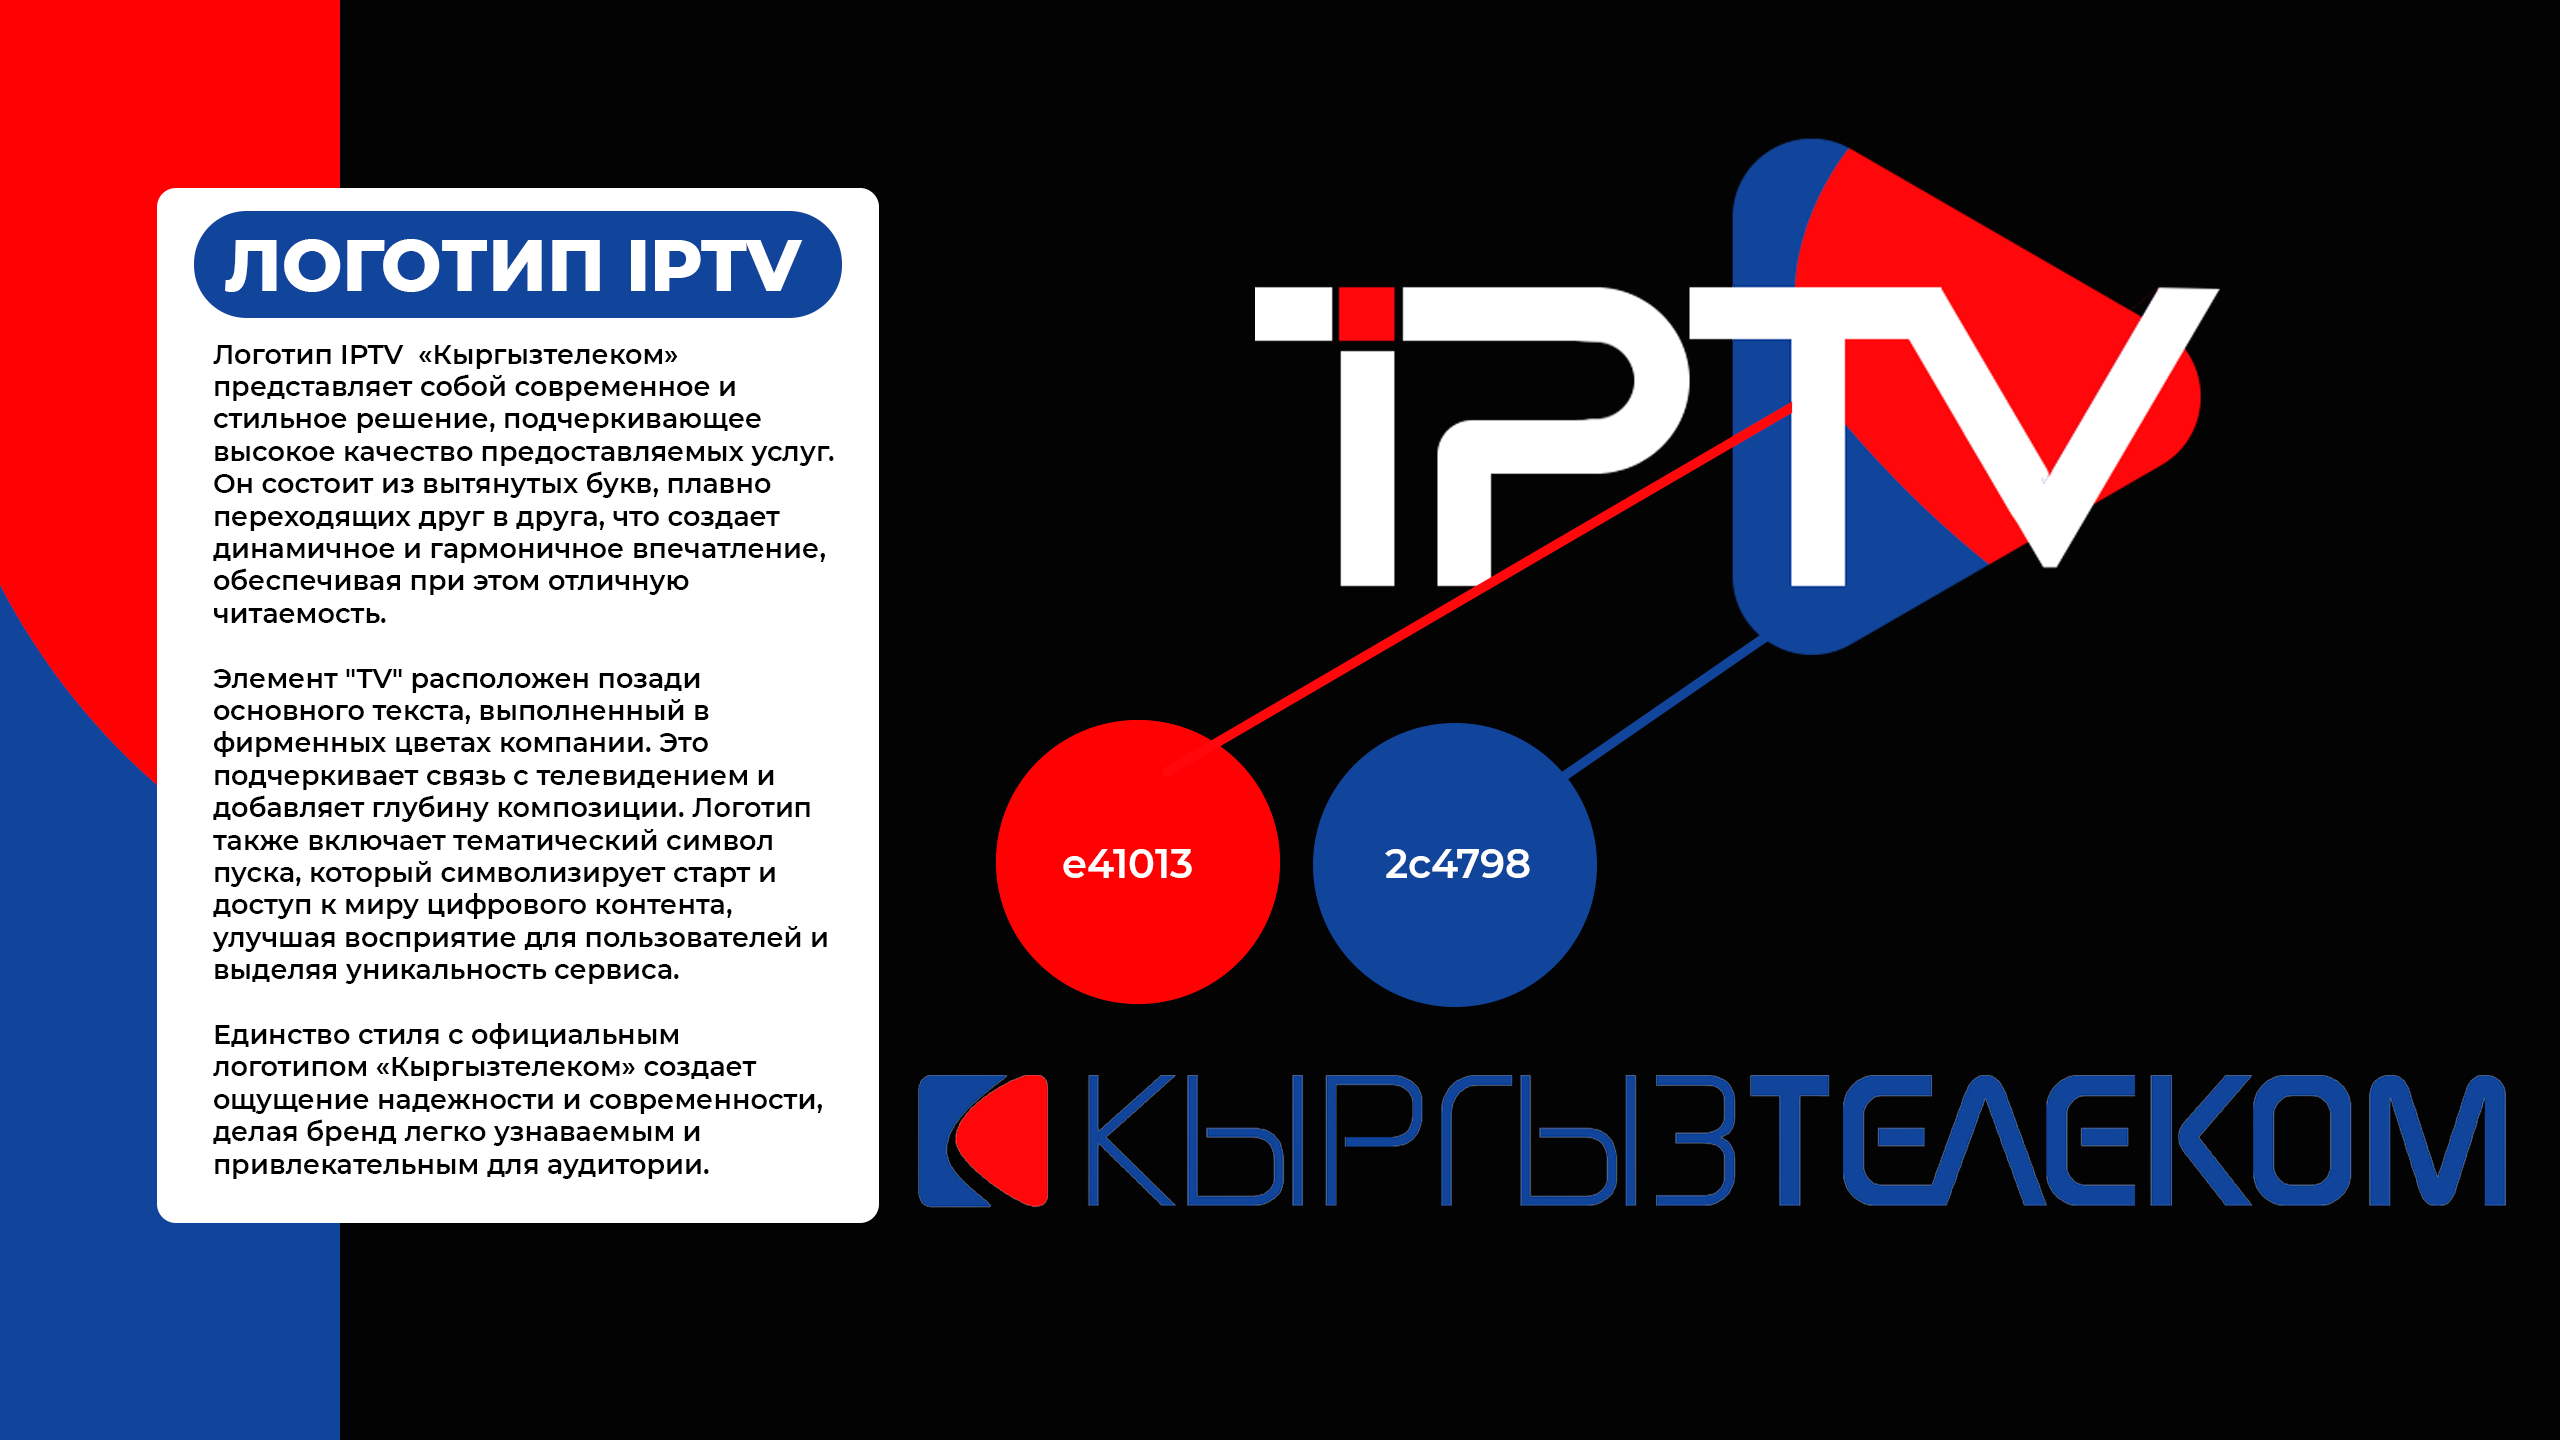 ЛОГОТИП IPTV
Логотип IPTV  «Кыргызтелеком»
представляет собой современное и
стильное решение, подчеркивающее
высокое качество предоставляемых услуг.
Он состоит из вытянутых букв, плавно
переходящих друг в друга, что создает
динамичное и гармоничное впечатление,
обеспечивая при этом отличную
читаемость.
Элемент "TV" расположен позади
основного текста, выполненный в
фирменных цветах компании. Это
подчеркивает связь с телевидением и
добавляет глубину композиции. Логотип
также включает тематический символ
пуска, который символизирует старт и
доступ к миру цифрового контента,
улучшая восприятие для пользователей и
выделяя уникальность сервиса.
Единство стиля с официальным
логотипом «Кыргызтелеком» создает
ощущение надежности и современности,
делая бренд легко узнаваемым и
привлекательным для аудитории.
IPTV
e41013
2c4798
КЫРГЫЗТЕЛЕКОМ